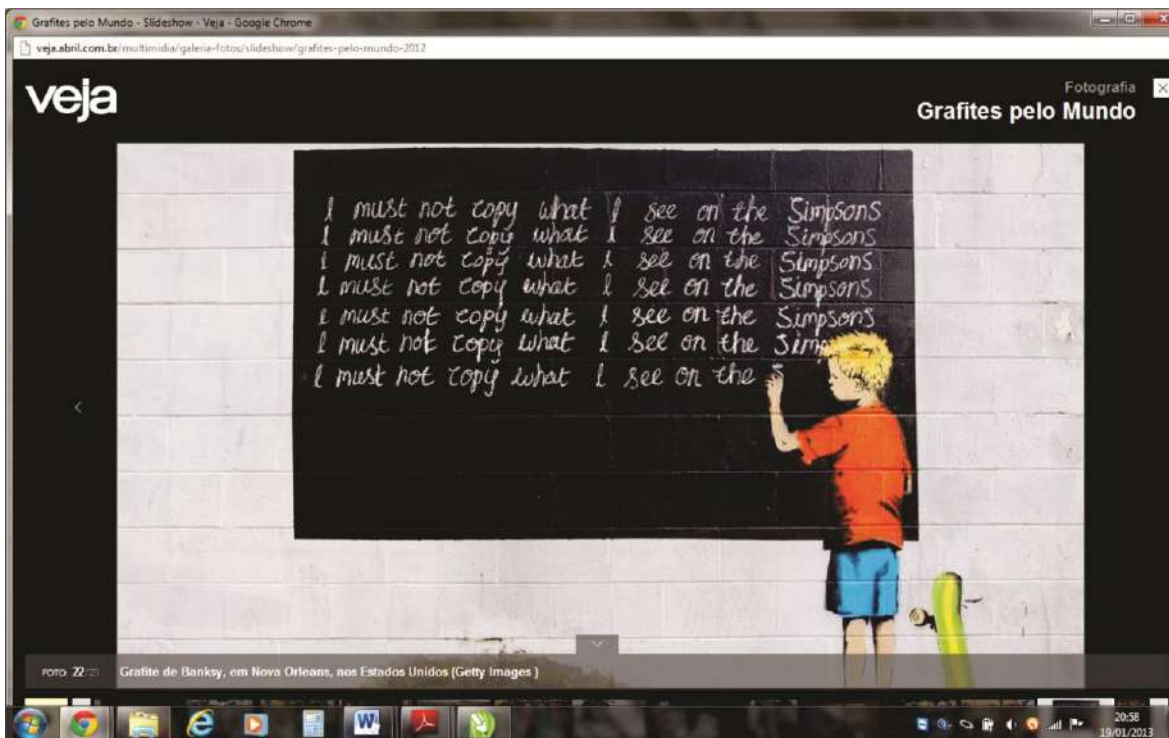 Grafites pelo Mundo - Slideshow - Veja - Google Chrome
veja.abril.com.br/multimidia/galeria-fotos/slideshow/grafites-pelo-mundo-2012
veja
Fotografia
Grafites pelo Mundo
I must not copy what I see on the Simpsons
I must not copy what I see on the Simpsons
I must not copy what I see on the Simpsons
I must not copy what I see on the Simpsons
I must not copy what I see on the Simpsons
I must not copy what I see on the Simp
I must not copy what I see on the S
FOTO 22/23 Grafite de Banksy, em Nova Orleans, nos Estados Unidos (Getty Images )
W
20:58
19/01/2013